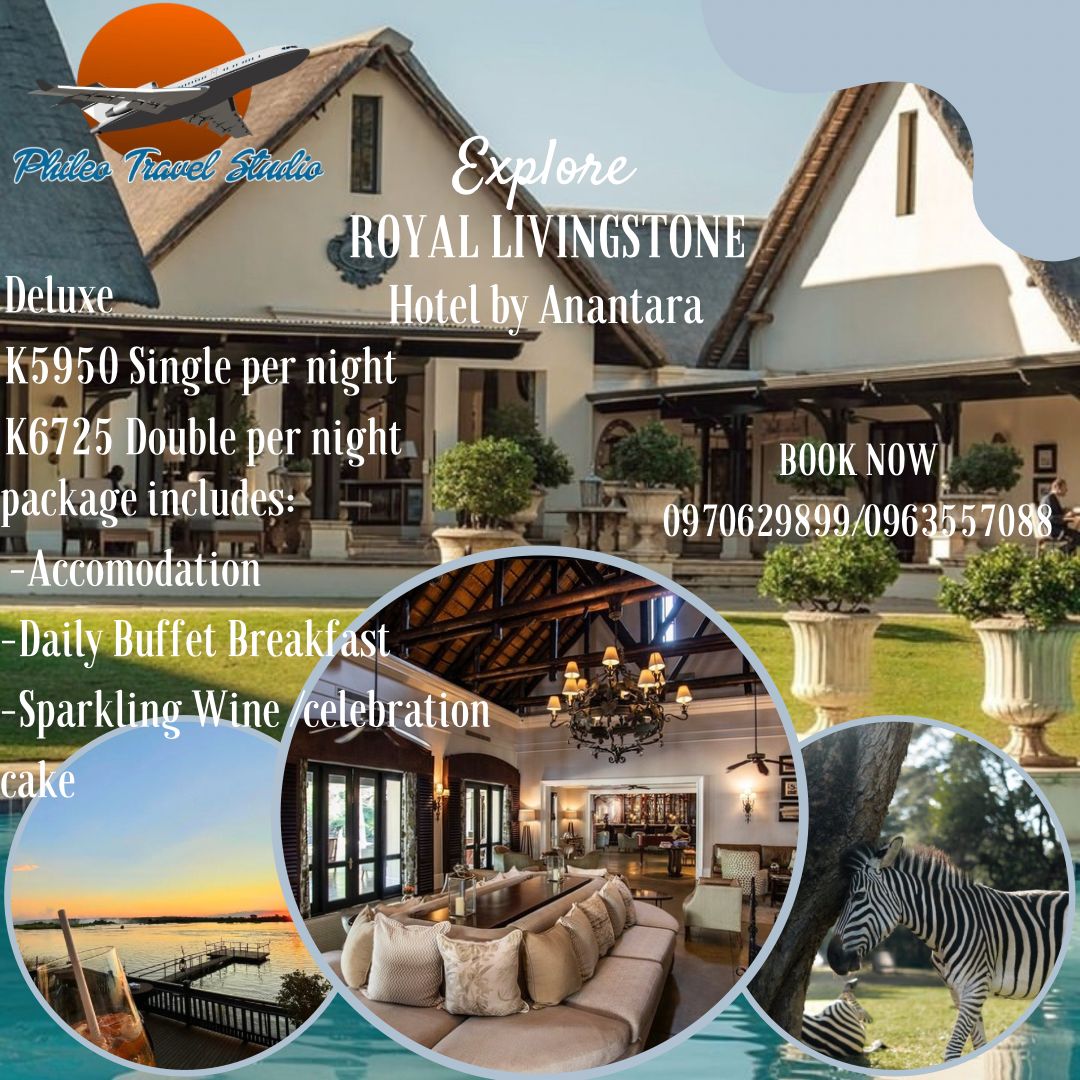 Phileo Travel Studio
Explore
ROYAL LIVINGSTONE
Hotel by Anantara
Deluxe
K5950 Single per night
K6725 Double per night
package includes:
-Accomodation
-Daily Buffet Breakfast
-Sparkling Wine /celebration
cake
BOOK NOW
0970629899/0963557088